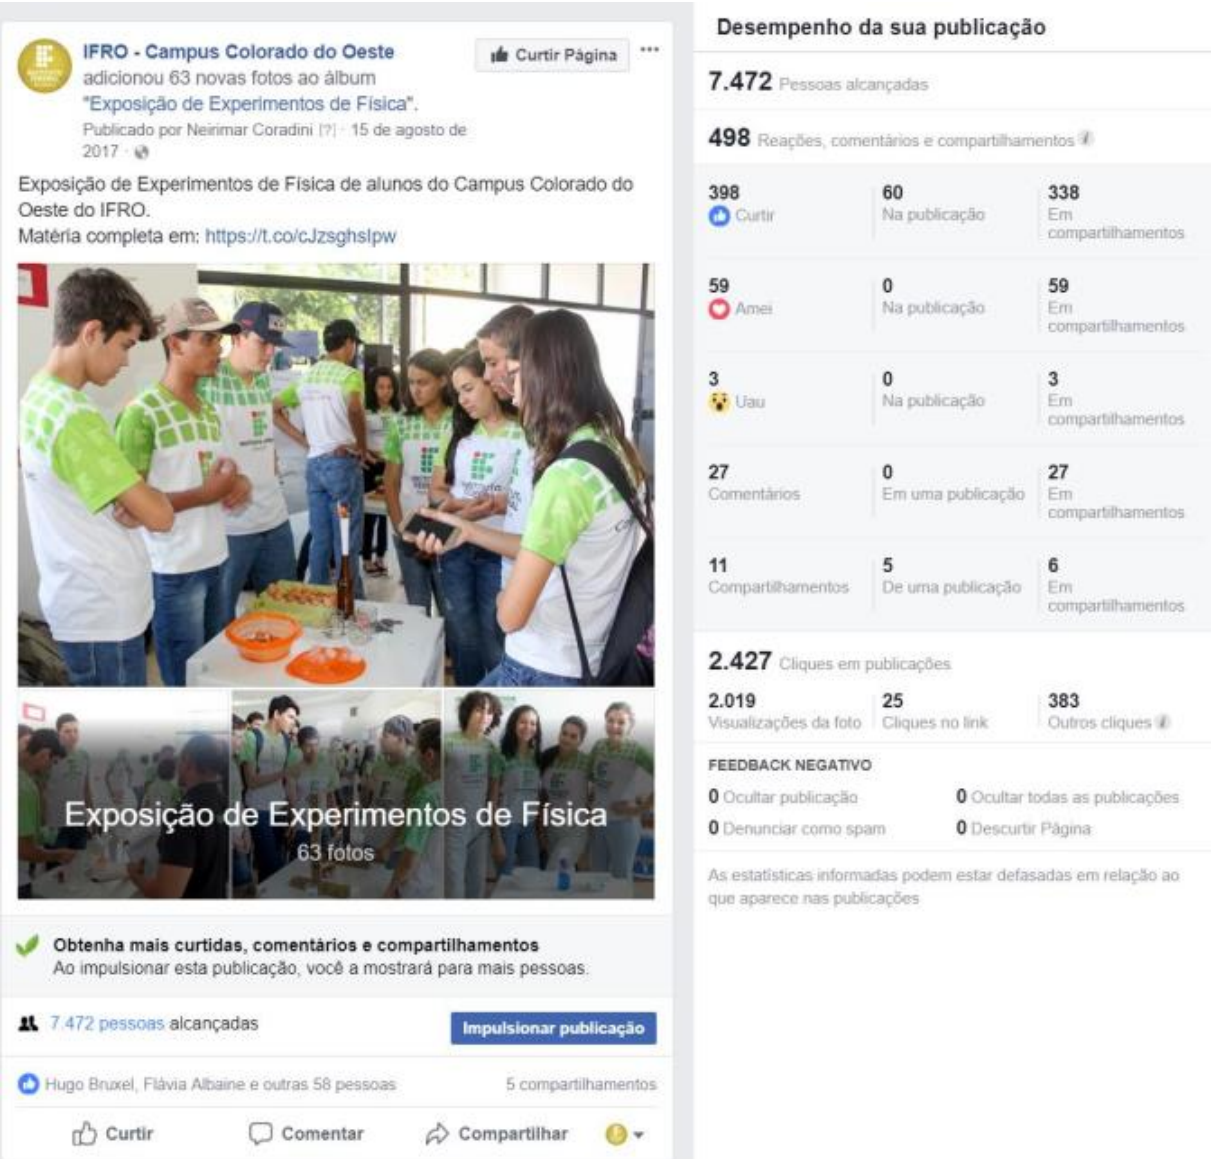 IFRO - Campus Colorado do Oeste
adicionou 63 novas fotos ao álbum
"Exposição de Experimentos de Física".
Publicado por Neirimar Coradini [?] · 15 de agosto de
2017 ·
Curtir Página
Exposição de Experimentos de Física de alunos do Campus Colorado do
Oeste do IFRO.
Matéria completa em: https://t.co/cJzsghsIpw
Exposição de Experimentos de Física
63 fotos
Obtenha mais curtidas, comentários e compartilhamentos
Ao impulsionar esta publicação, você a mostrará para mais pessoas.
7.472 pessoas alcançadas
Impulsionar publicação
Hugo Bruxel, Flávia Albaine e outras 58 pessoas
5 compartilhamentos
Curtir
Comentar
Compartilhar
Desempenho da sua publicação
7.472 Pessoas alcançadas
498 Reações, comentários e compartilhamentos
398
Curtir
60
Na publicação
338
Em
compartilhamentos
59
Amei
0
Na publicação
59
Em
compartilhamentos
3
Uau
0
Na publicação
3
Em
compartilhamentos
27
Comentários
0
Em uma publicação
27
Em
compartilhamentos
11
Compartilhamentos
5
De uma publicação
6
Em
compartilhamentos
2.427 Cliques em publicações
2.019
Visualizações da foto
25
Cliques no link
383
Outros cliques
FEEDBACK NEGATIVO
0 Ocultar publicação
0 Ocultar todas as publicações
0 Denunciar como spam
0 Descurtir Página
As estatísticas informadas podem estar defasadas em relação ao
que aparece nas publicações